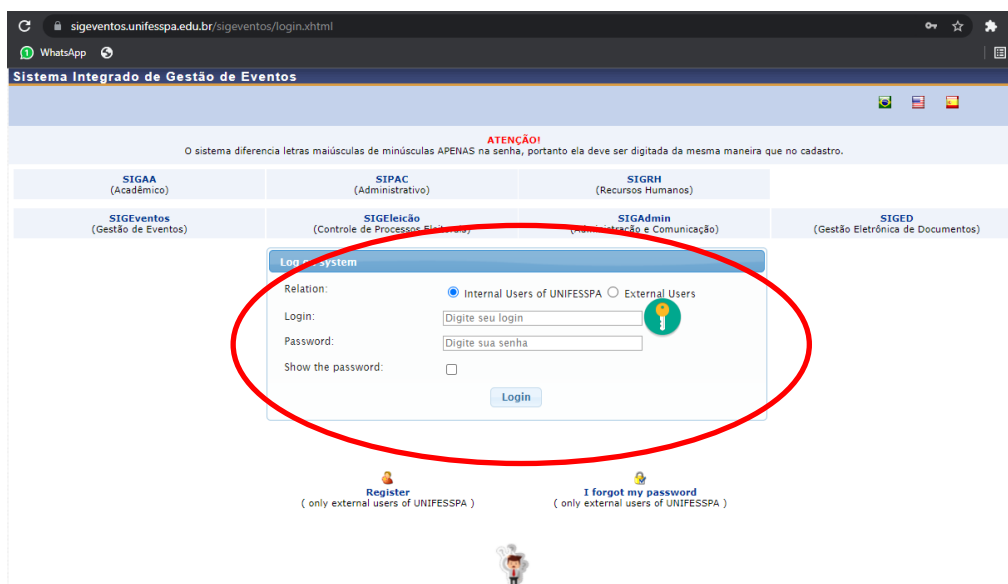 sigeventos.unifesspa.edu.br/sigeventos/login.xhtml
1 WhatsApp
Sistema Integrado de Gestão de Eventos
ATENÇÃO!
O sistema diferencia letras maiúsculas de minúsculas APENAS na senha, portanto ela deve ser digitada da mesma maneira que no cadastro.
SIGAA SIPAC SIGRH
(Acadêmico) (Administrativo) (Recursos Humanos)
SIGEventos SIGEleição SIGAdmin SIGED
(Gestão de Eventos) (Controle de Processos Eleitorais) (Administração e Comunicação) (Gestão Eletrônica de Documentos)
Log System
Relation: Internal Users of UNIFESSPA External Users
Login: Digite seu login
Password: Digite sua senha
Show the password:
Login
Register I forgot my password
( only external users of UNIFESSPA ) ( only external users of UNIFESSPA )